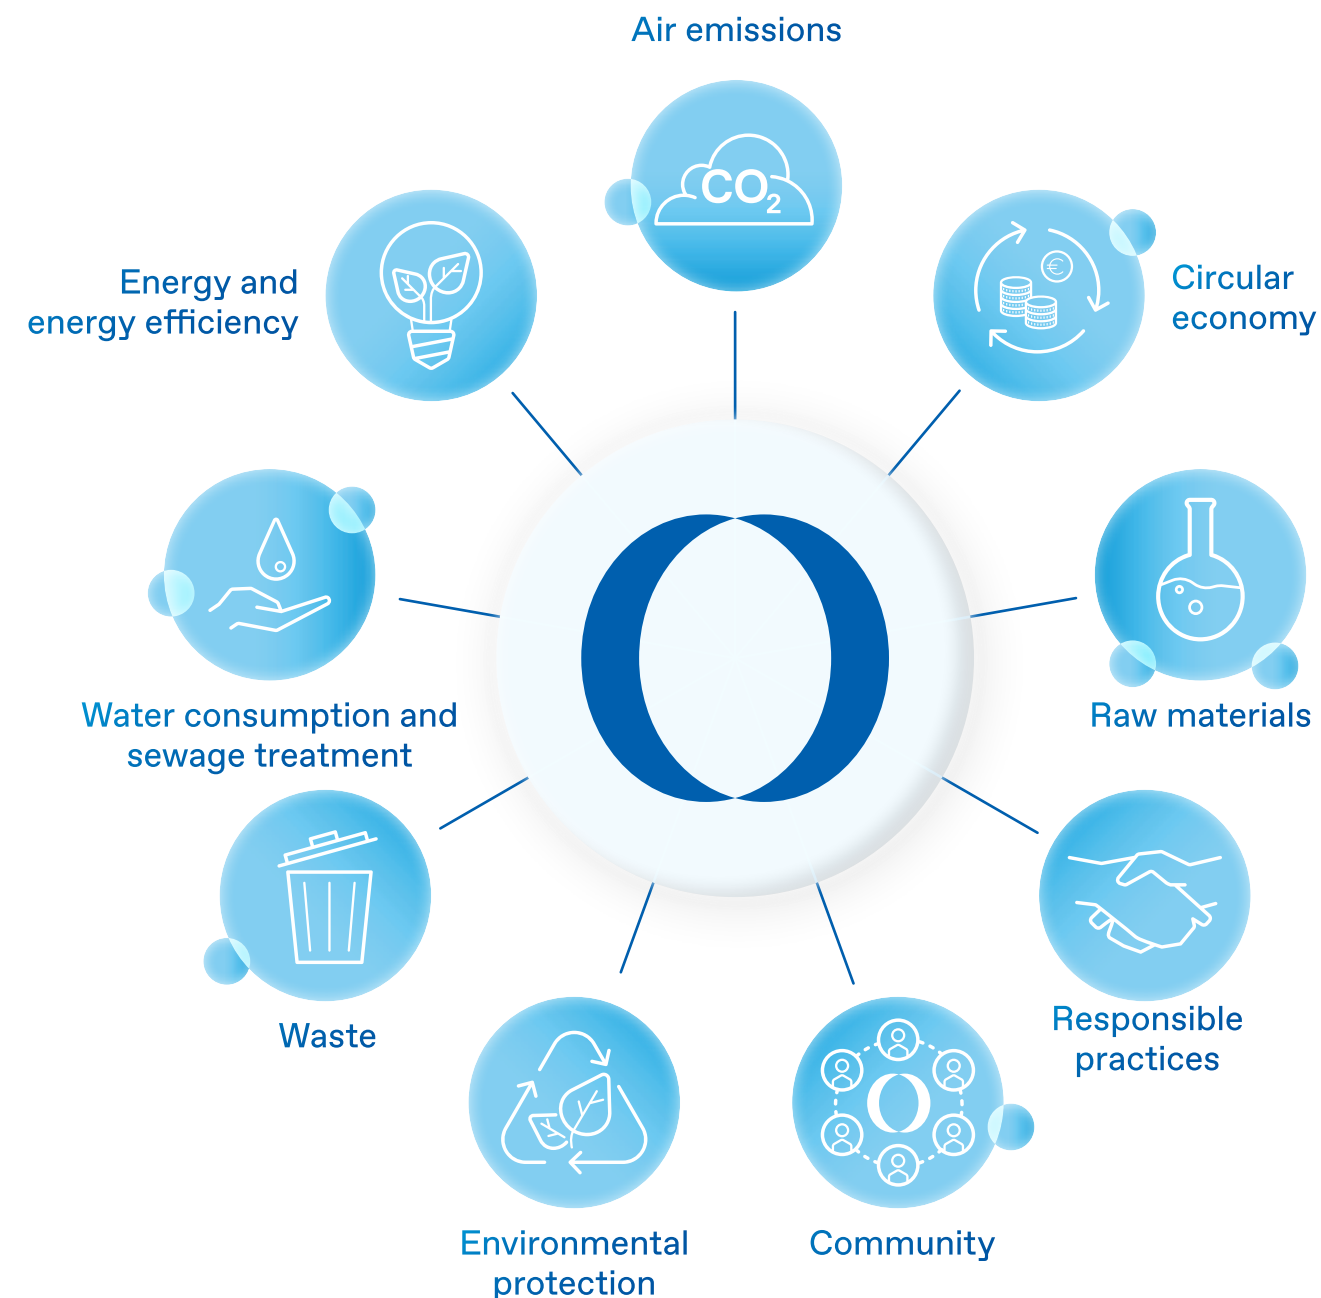 Air emissions
CO₂
Circular
economy
Energy and
energy efficiency
Raw materials
Water consumption and
sewage treatment
Responsible
practices
Waste
Community
Environmental
protection